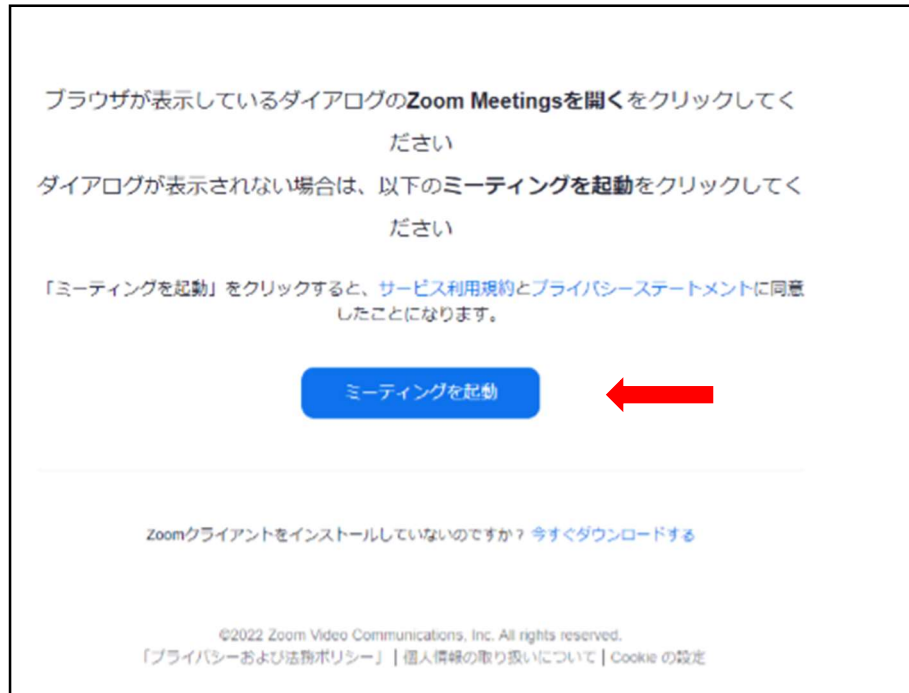 ブラウザが表示しているダイアログのZoom Meetingsを開くをクリックしてく
ださい
ダイアログが表示されない場合は、以下のミーティングを起動をクリックしてく
ださい
「ミーティングを起動」をクリックすると、サービス利用規約とプライバシーステートメントに同意
したことになります。
ミーティングを起動
Zoomクライアントをインストールしていないのですか？今すぐダウンロードする
©2022 Zoom Video Communications, Inc. All rights reserved.
「プライバシーおよび法務ポリシー」 | 個人情報の取り扱いについて | Cookie の設定